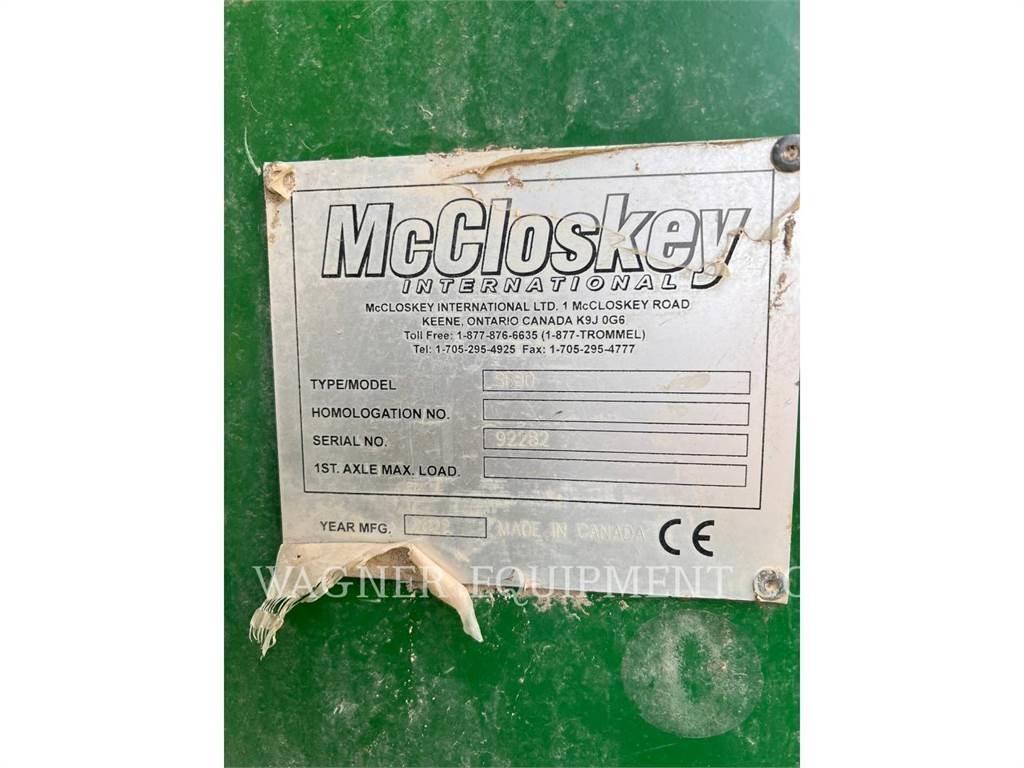 McCloskey
INTERNATIONAL
McCLOSKEY INTERNATIONAL LTD. 1 McCLOSKEY ROAD
KEENE, ONTARIO CANADA K9J 0G6
Toll Free: 1-877-876-6635 (1-877-TROMMEL)
Tel: 1-705-295-4925 Fax: 1-705-295-4777
TYPE/MODEL
HOMOLOGATION NO.
SERIAL NO. 92282
1ST. AXLE MAX. LOAD.
YEAR MFG. MADE IN CANADA CE
WAGNER EQUIPMENT CO